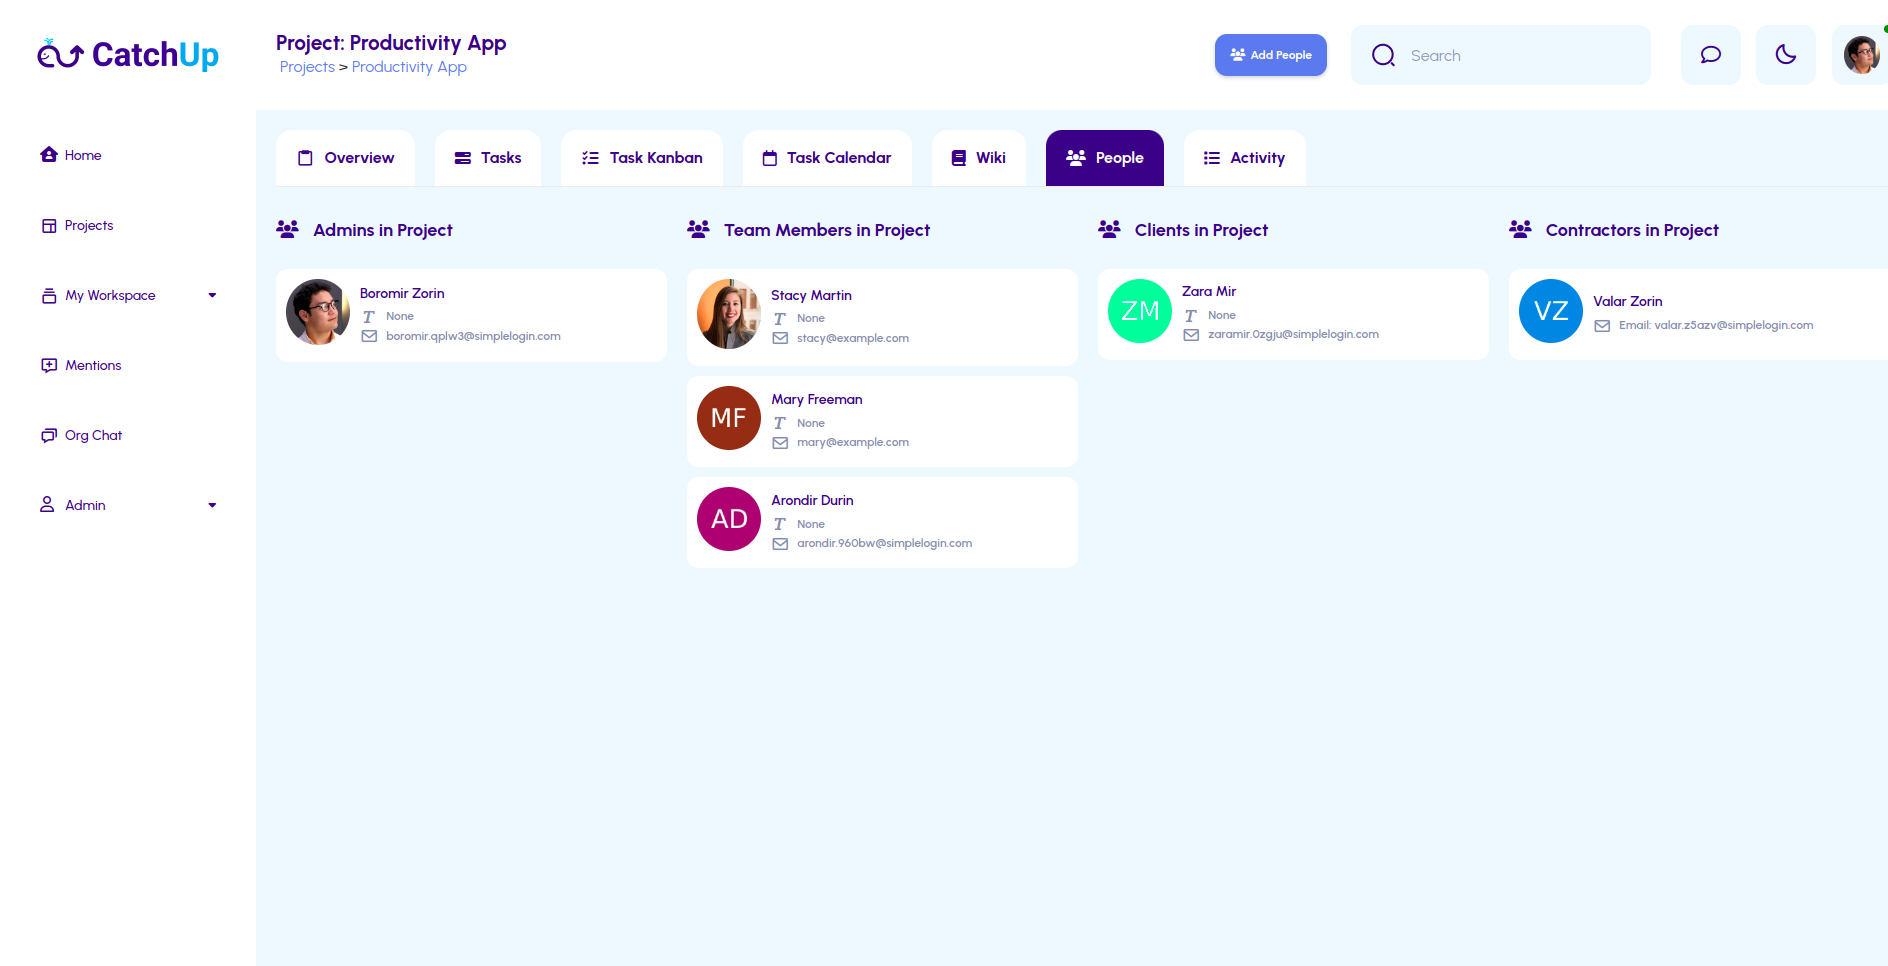 CatchUp
Project: Productivity App
Projects > Productivity App
Add People
Search
Home
Projects
My Workspace
Mentions
Org Chat
Admin
Overview
Tasks
Task Kanban
Task Calendar
Wiki
People
Activity
Admins in Project
Boromir Zorin
None
boromir.qplw3@simplelogin.com
Team Members in Project
Stacy Martin
None
stacy@example.com
MF
Mary Freeman
None
mary@example.com
AD
Arondir Durin
None
arondir.960bw@simplelogin.com
Clients in Project
ZM
Zara Mir
None
zaramir.0zgju@simplelogin.com
Contractors in Project
VZ
Valar Zorin
Email: valar.z5azv@simplelogin.com